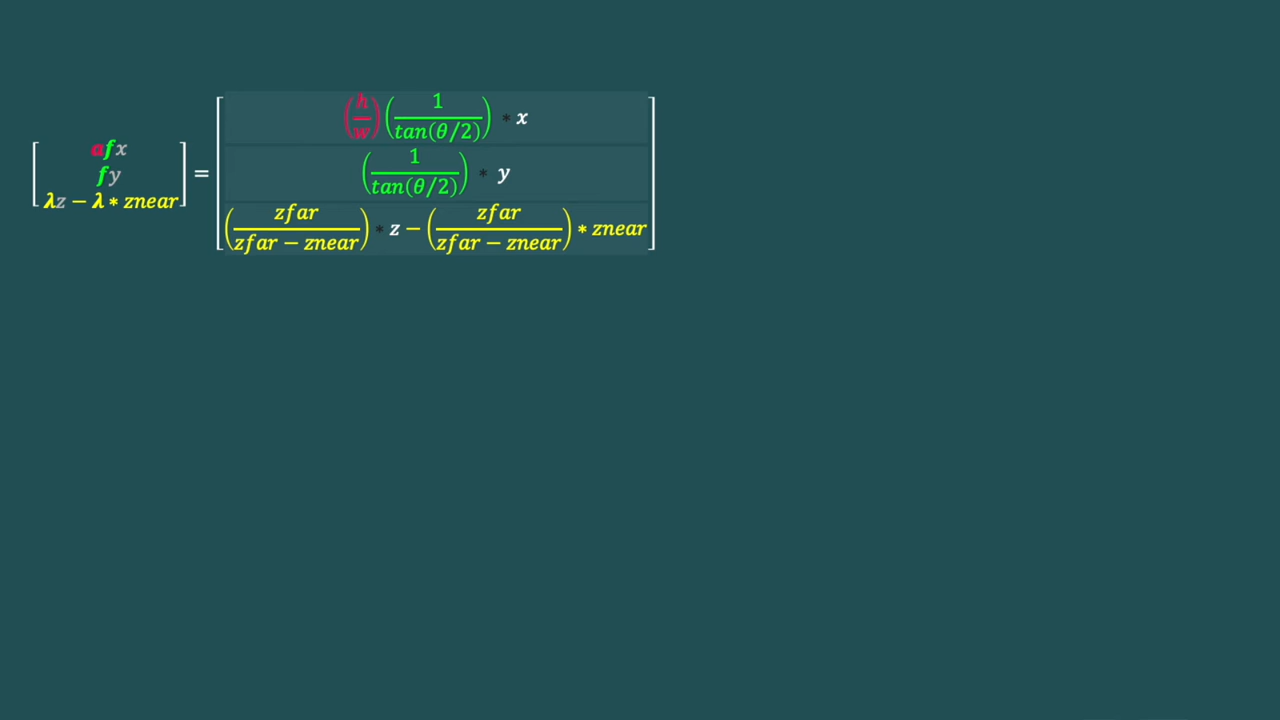 [afx] = [(h/w)(1/tan(θ/2)) * x]
[fy] = [(1/tan(θ/2)) * y]
[λz − λ * znear] = [(zfar/zfar − znear) * z − (zfar/zfar − znear) * znear]